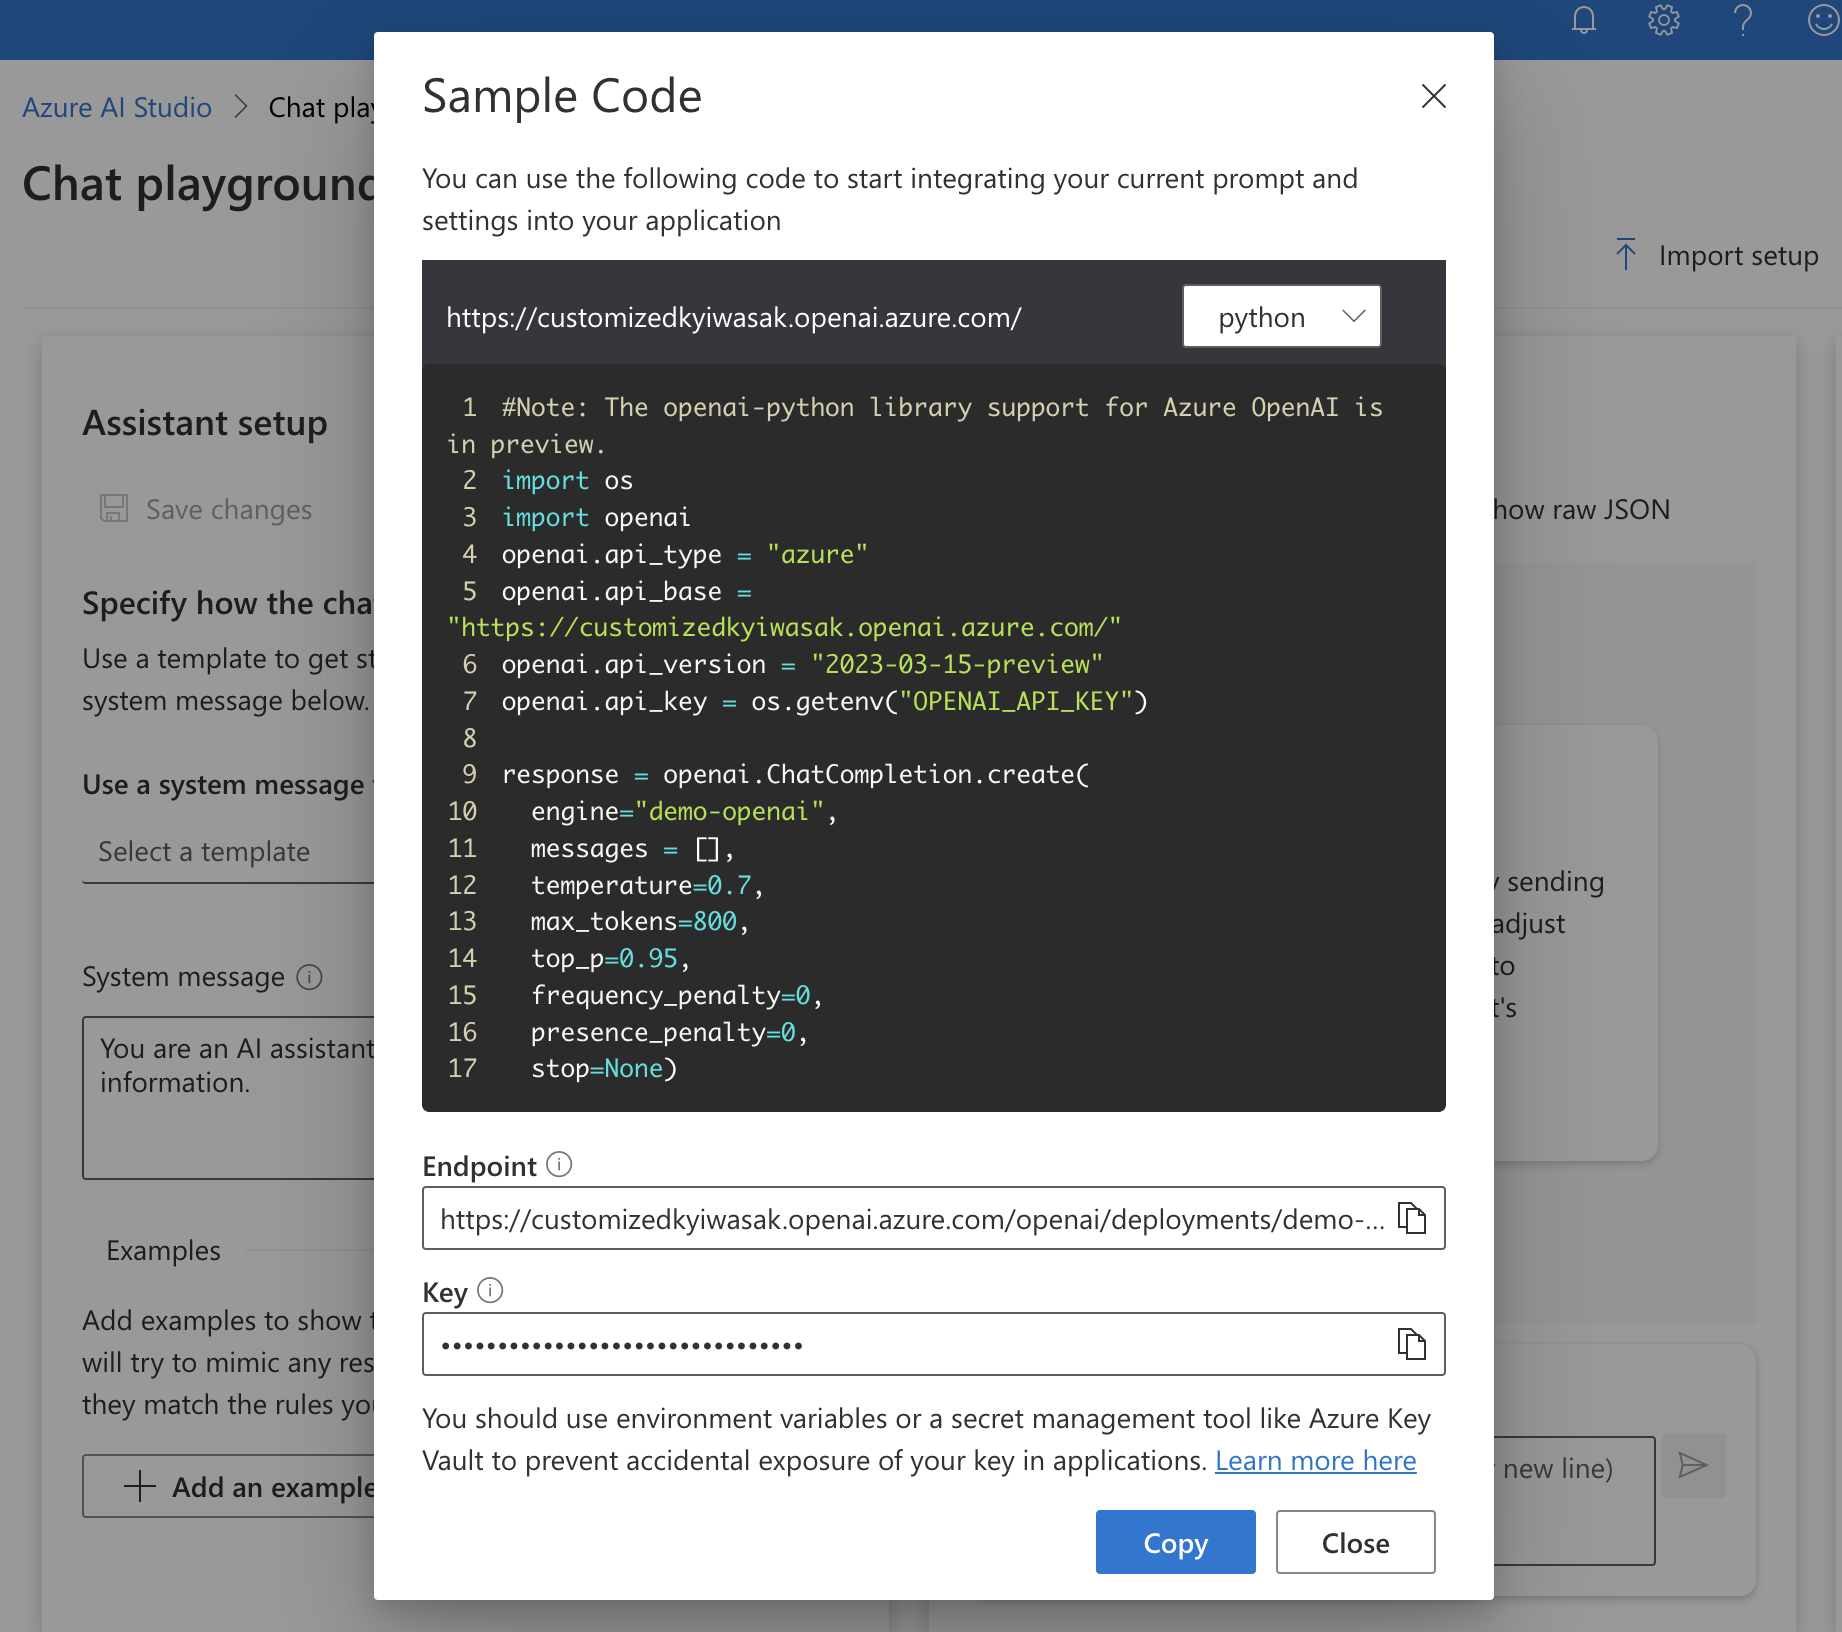 Azure AI Studio > Chat play
Chat playground
Import setup
Assistant setup
Save changes
Specify how the cha
Use a template to get st
system message below.
Use a system message
Select a template
System message
You are an AI assistant
information.
Examples
Add examples to show t
will try to mimic any res
they match the rules you
Add an example
how raw JSON
y sending
adjust
to
t's
new line)
Sample Code
You can use the following code to start integrating your current prompt and
settings into your application
https://customizedkyiwasak.openai.azure.com/
python
1 #Note: The openai-python library support for Azure OpenAI is
in preview.
2 import os
3 import openai
4 openai.api_type = "azure"
5 openai.api_base =
"https://customizedkyiwasak.openai.azure.com/"
6 openai.api_version = "2023-03-15-preview"
7 openai.api_key = os.getenv("OPENAI_API_KEY")
8
9 response = openai.ChatCompletion.create(
10 engine="demo-openai",
11 messages = [],
12 temperature=0.7,
13 max_tokens=800,
14 top_p=0.95,
15 frequency_penalty=0,
16 presence_penalty=0,
17 stop=None)
Endpoint
https://customizedkyiwasak.openai.azure.com/openai/deployments/demo-...
Key
••••••••••••••••••••••••••••••••
You should use environment variables or a secret management tool like Azure Key
Vault to prevent accidental exposure of your key in applications. Learn more here
Copy
Close